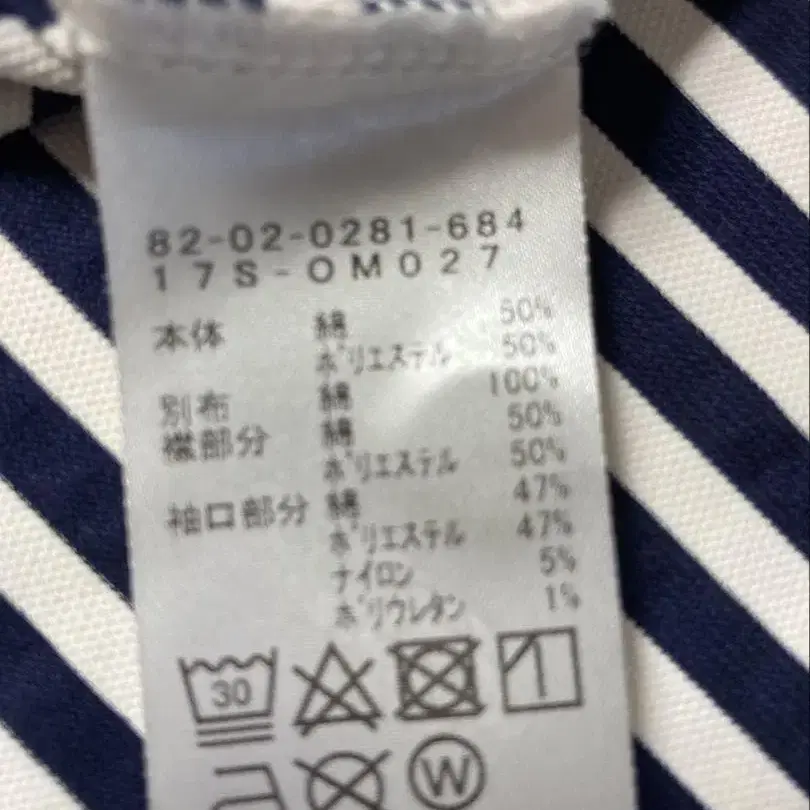 82-02-0281-684
17S-OM027
本体 綿 50%
ポリエステル 50%
別布 綿 100%
襟部分 綿 50%
ポリエステル 50%
袖口部分 綿 47%
ポリエステル 47%
ナイロン 5%
ポリウレタン 1%
30
W